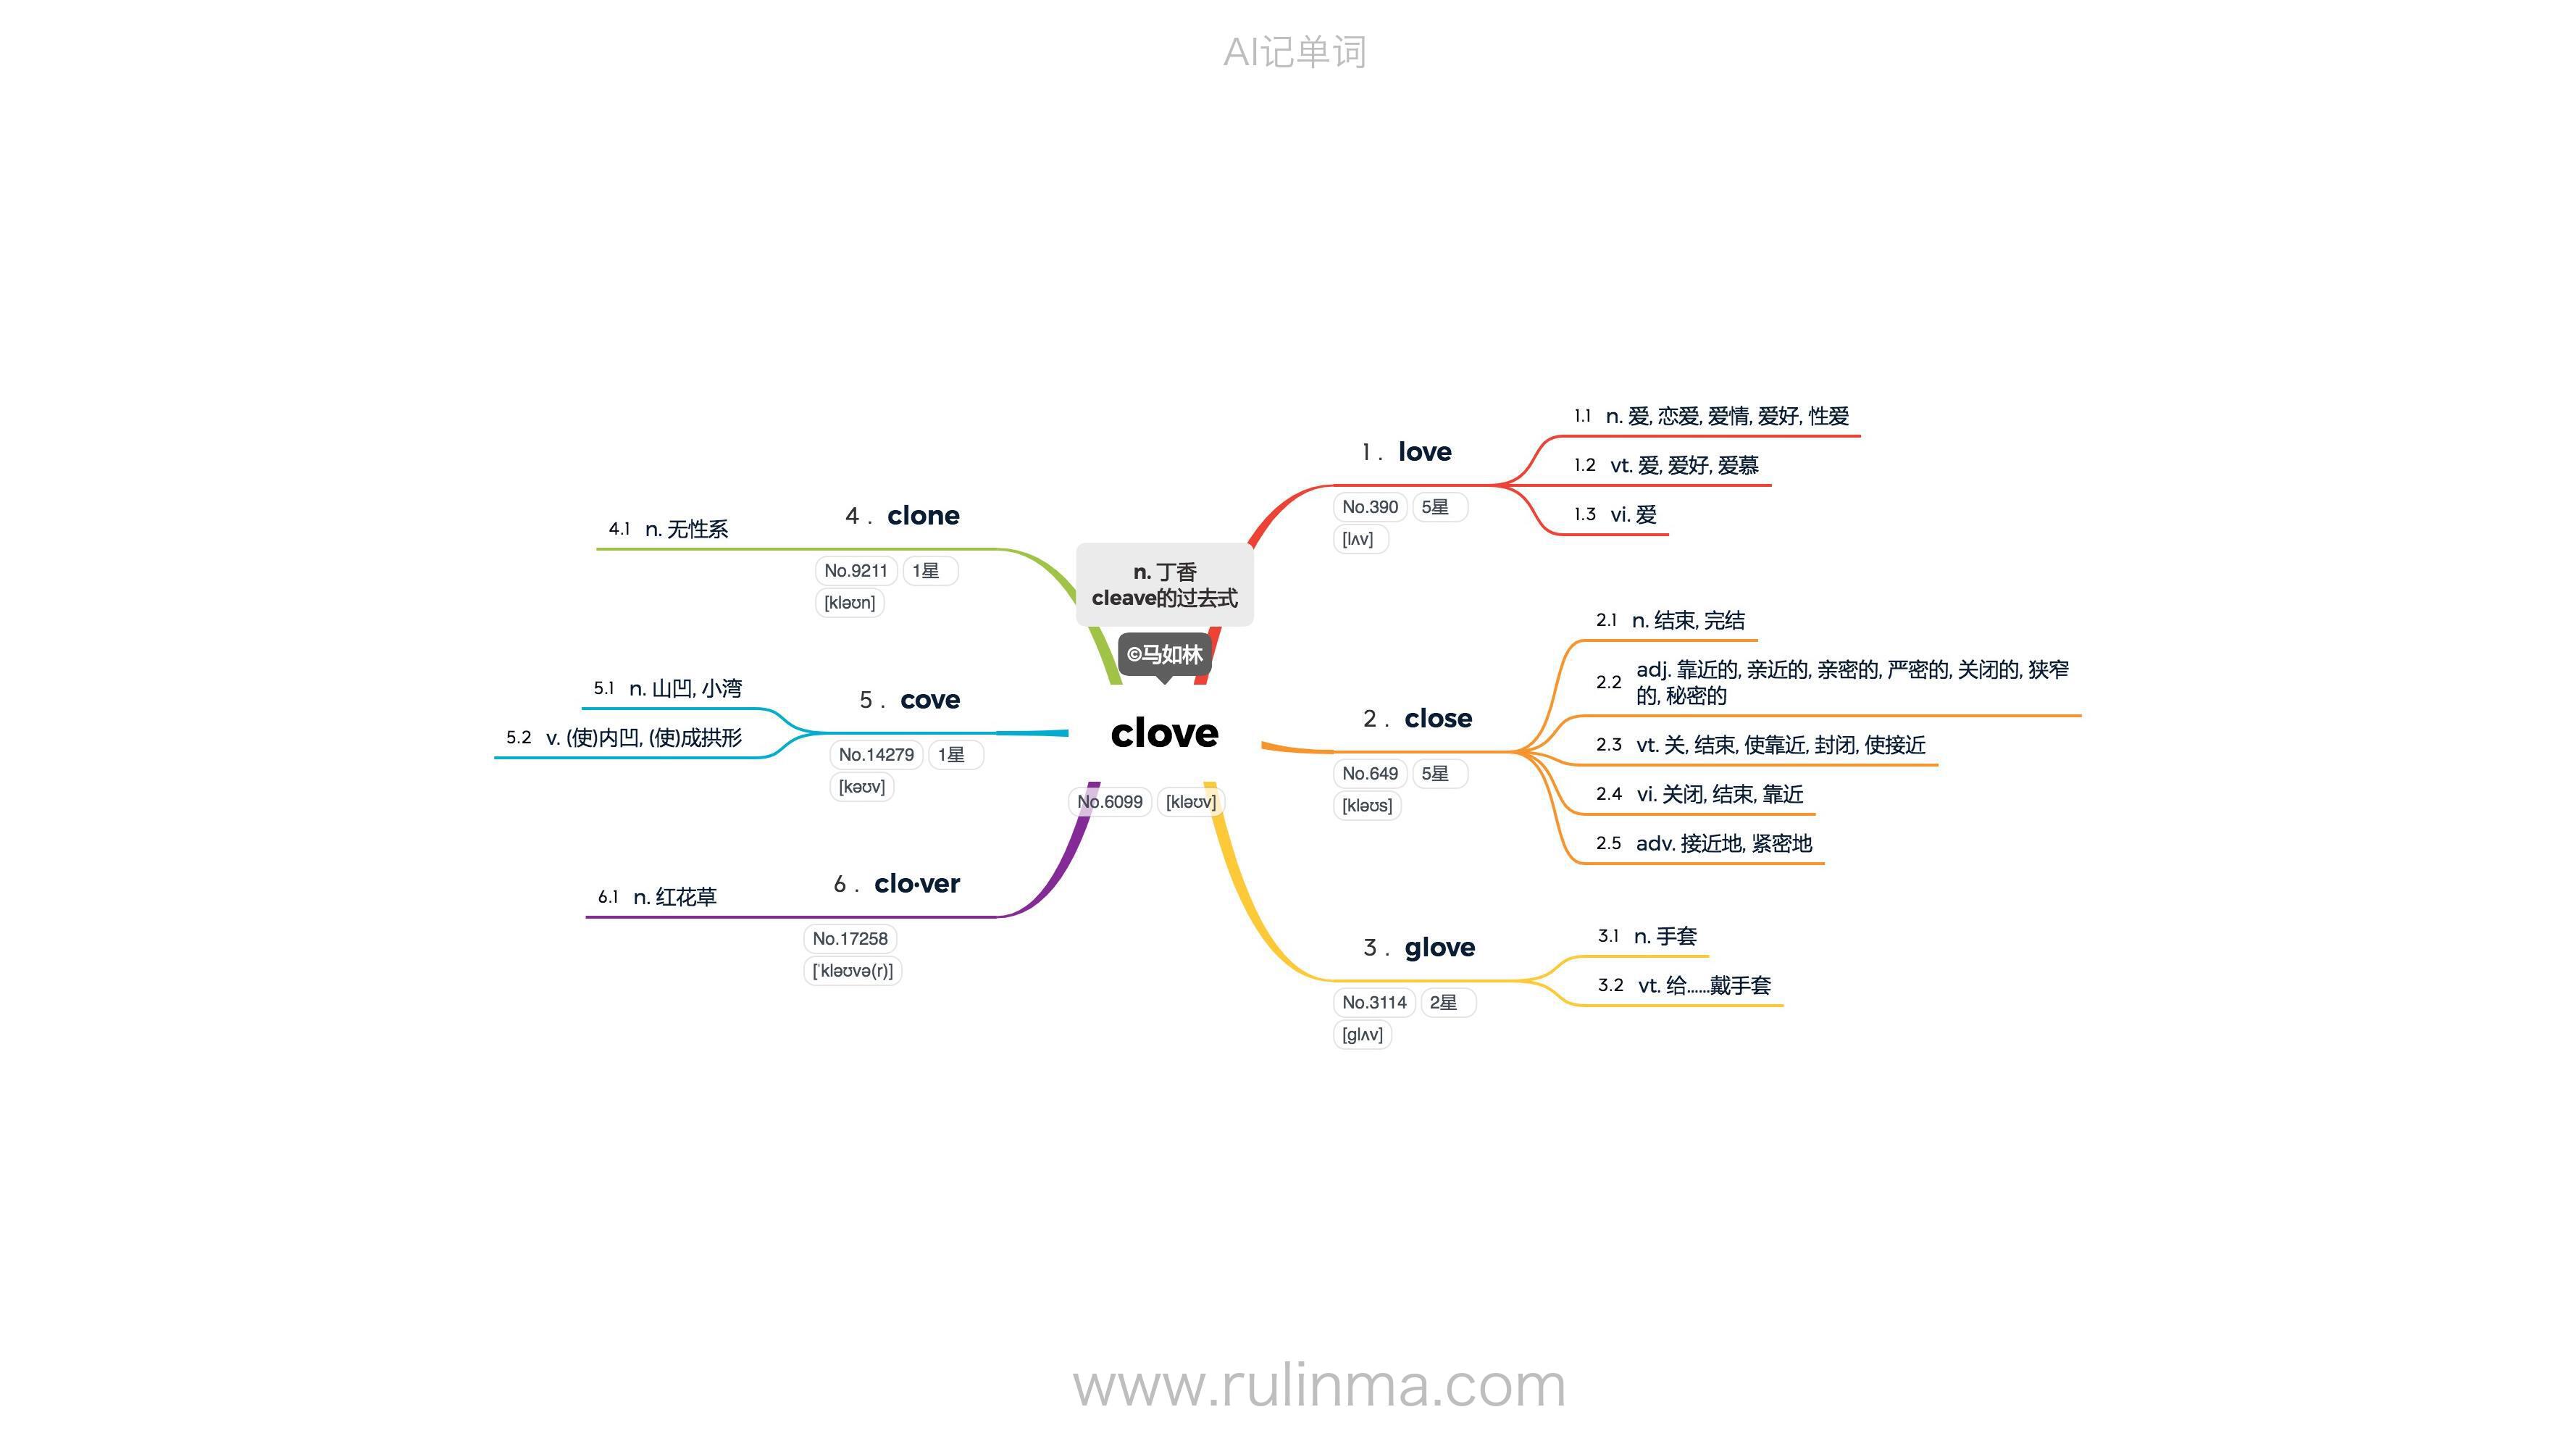 AI记单词
n. 丁香
cleave的过去式
©马如林
clove
No.6099 [kləʊv]
1. love
No.390 5星
[lʌv]
1.1 n. 爱, 恋爱, 爱情, 爱好, 性爱
1.2 vt. 爱, 爱好, 爱慕
1.3 vi. 爱
2. close
No.649 5星
[kləʊs]
2.1 n. 结束, 完结
2.2 adj. 靠近的, 亲近的, 亲密的, 严密的, 关闭的, 狭窄
的, 秘密的
2.3 vt. 关, 结束, 使靠近, 封闭, 使接近
2.4 vi. 关闭, 结束, 靠近
2.5 adv. 接近地, 紧密地
3. glove
No.3114 2星
[glʌv]
3.1 n. 手套
3.2 vt. 给......戴手套
4. clone
No.9211 1星
[kləʊn]
4.1 n. 无性系
5. cove
No.14279 1星
[kəʊv]
5.1 n. 山凹, 小湾
5.2 v. (使)内凹, (使)成拱形
6. clo·ver
No.17258
[ˈkləʊvə(r)]
6.1 n. 红花草
www.rulinma.com